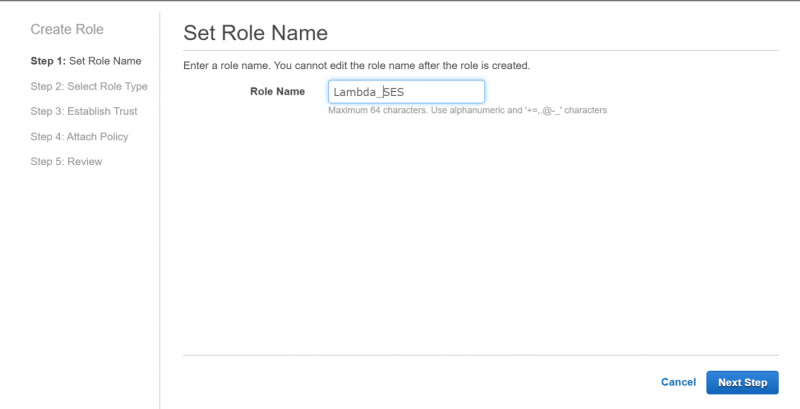 Create Role
Step 1: Set Role Name
Step 2: Select Role Type
Step 3: Establish Trust
Step 4: Attach Policy
Step 5: Review
Set Role Name
Enter a role name. You cannot edit the role name after the role is created.
Role Name Lambda_SES
Maximum 64 characters. Use alphanumeric and '+=,.@-_' characters
Cancel Next Step